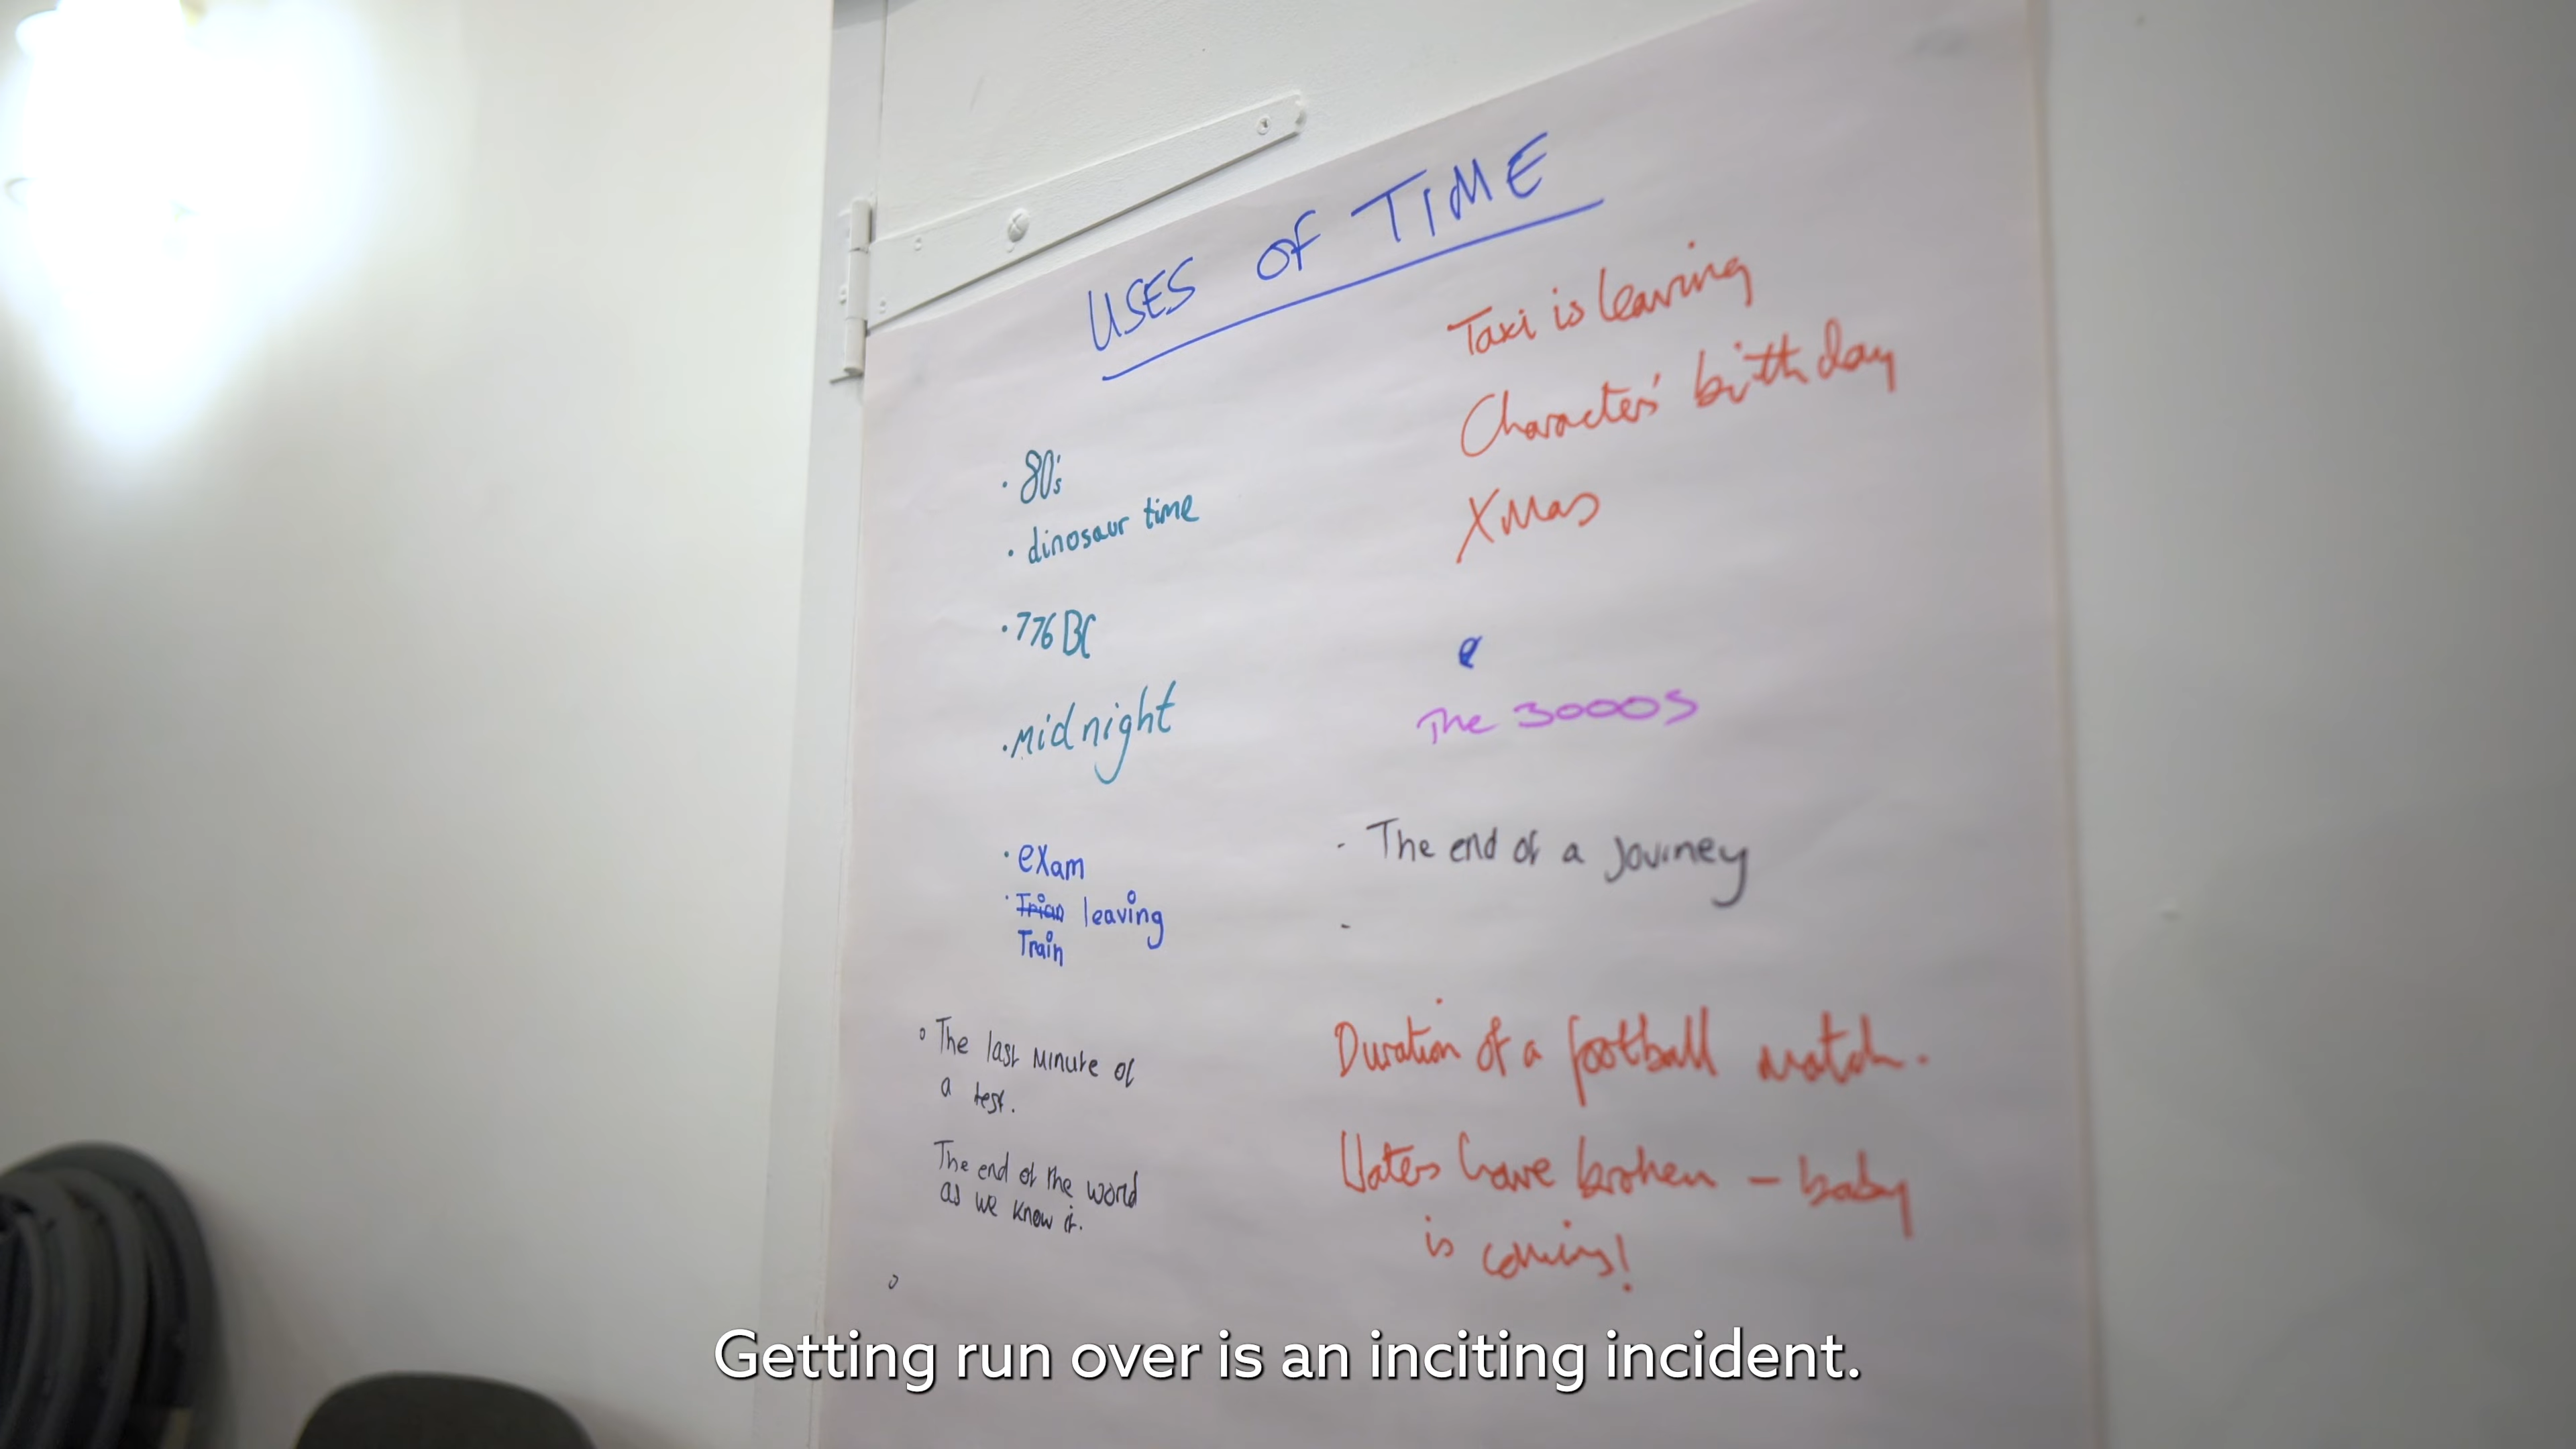 USES OF TIME
· 80's
· dinosaur time
· 776 BC
· midnight
· exam
· Trian leaving
Train
The last minute of
a test.
The end of the world
as we know it.
Taxi is leaving
Character's birthday
XMas
The 3000s
- The end of a journey
-
Duration of a football match.
Waters have broken – baby
is coming!
Getting run over is an inciting incident.